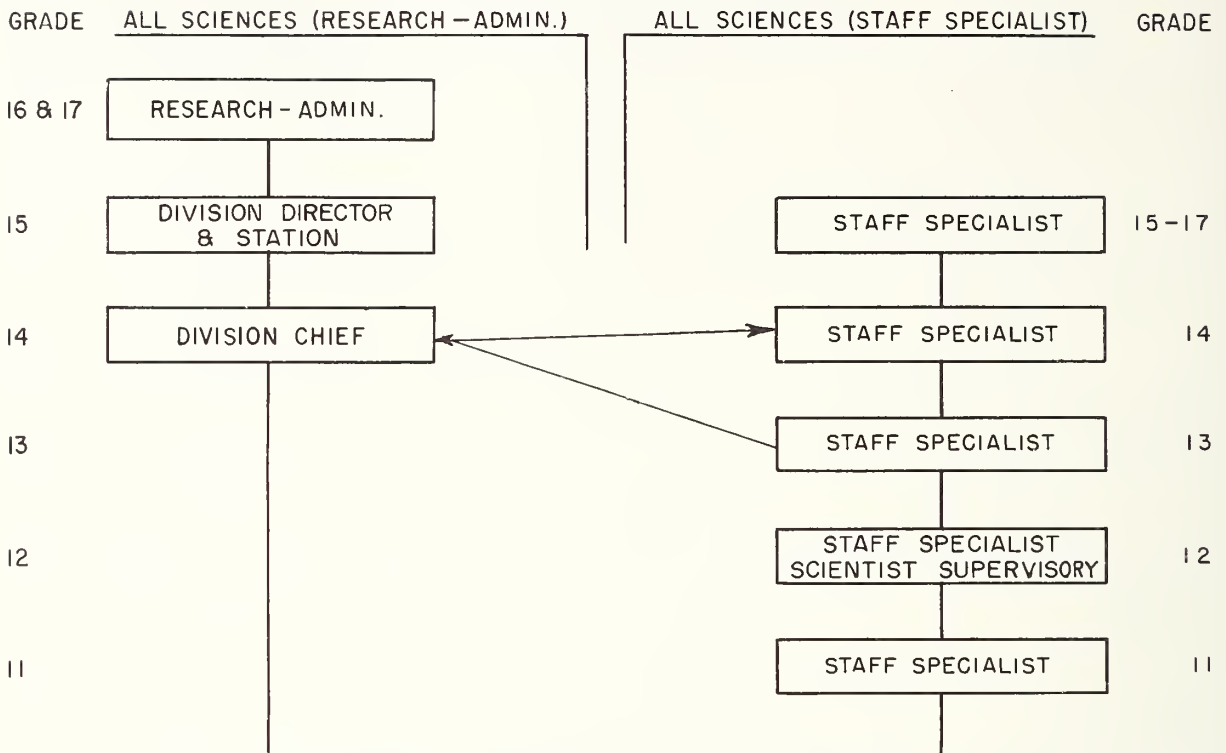 GRADE ALL SCIENCES (RESEARCH-ADMIN.) ALL SCIENCES (STAFF SPECIALIST) GRADE
16 & 17 RESEARCH-ADMIN.
15 DIVISION DIRECTOR
& STATION
STAFF SPECIALIST 15-17
14 DIVISION CHIEF STAFF SPECIALIST 14
13 STAFF SPECIALIST 13
12 STAFF SPECIALIST
SCIENTIST SUPERVISORY 12
11 STAFF SPECIALIST 11